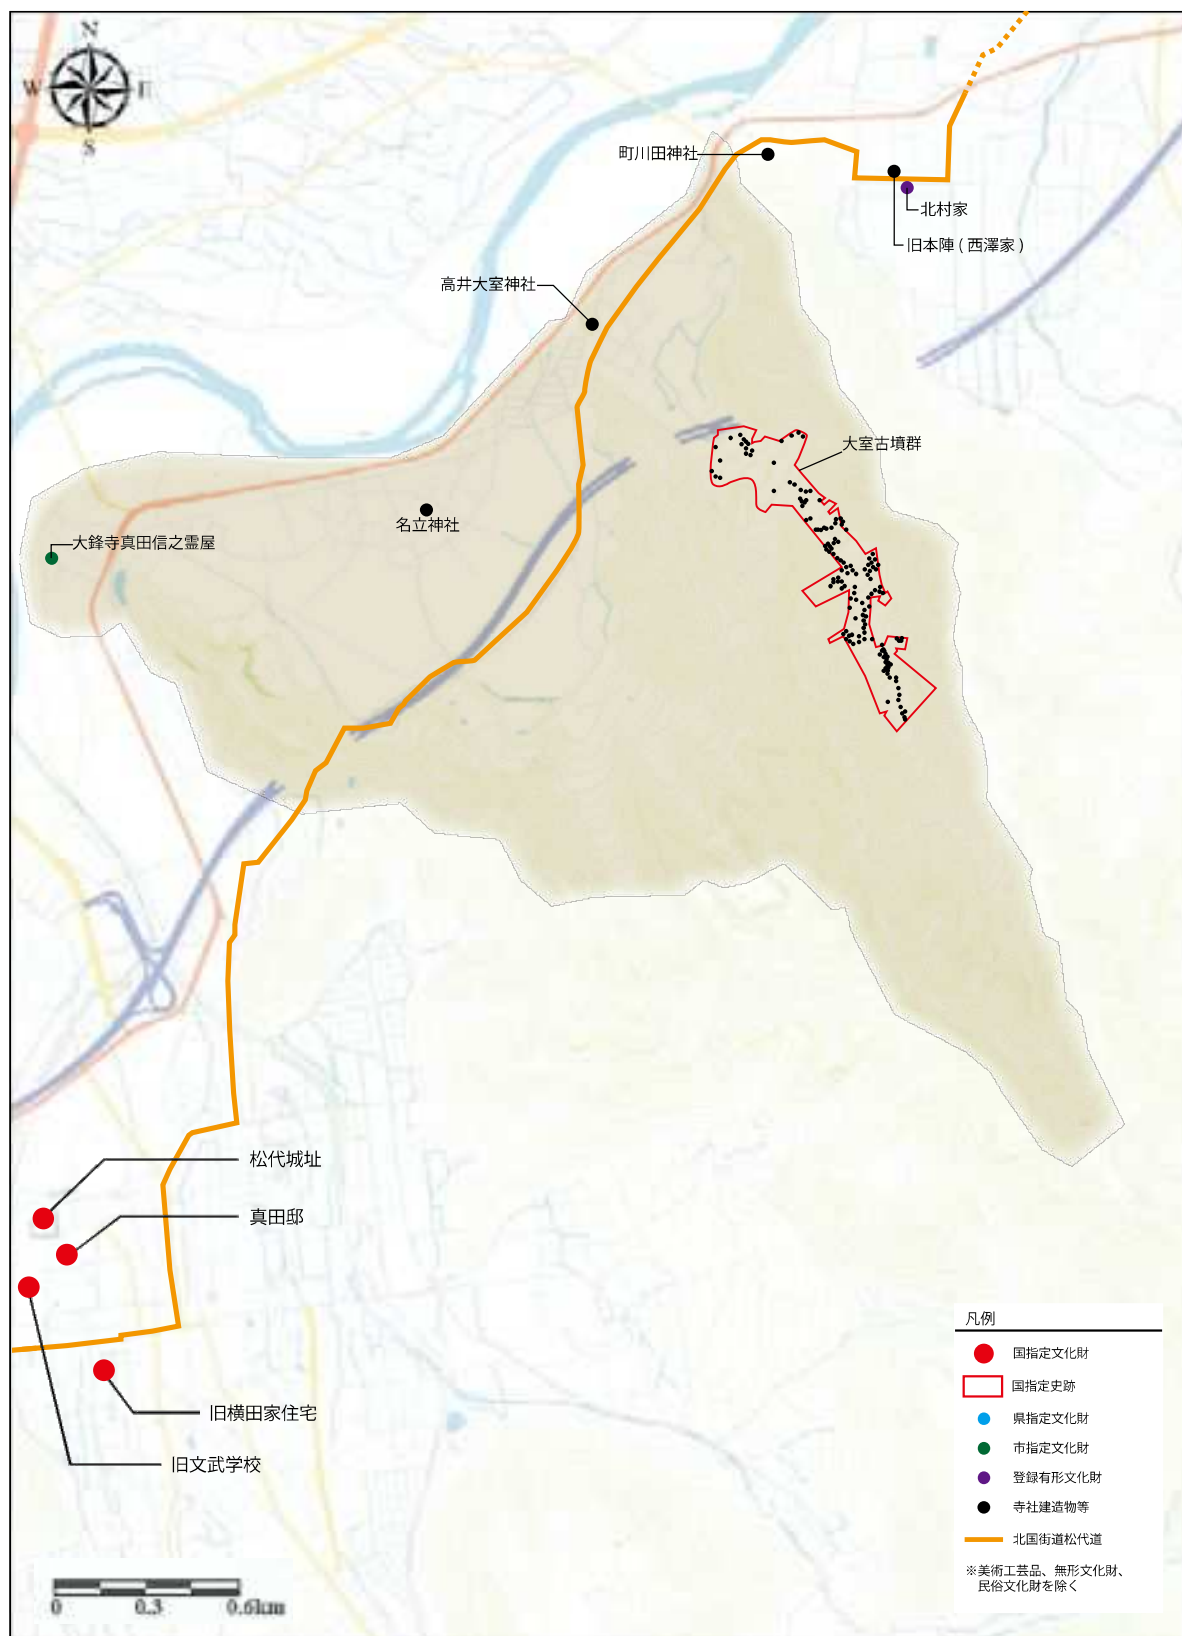 N
W
E
S
町川田神社
北村家
旧本陣(西澤家)
高井大室神社
大室古墳群
名立神社
大鋒寺真田信之霊屋
松代城址
真田邸
旧横田家住宅
旧文武学校
凡例
国指定文化財
国指定史跡
県指定文化財
市指定文化財
登録有形文化財
寺社建造物等
北国街道松代道
※美術工芸品、無形文化財、
民俗文化財を除く
0 0.3 0.6km